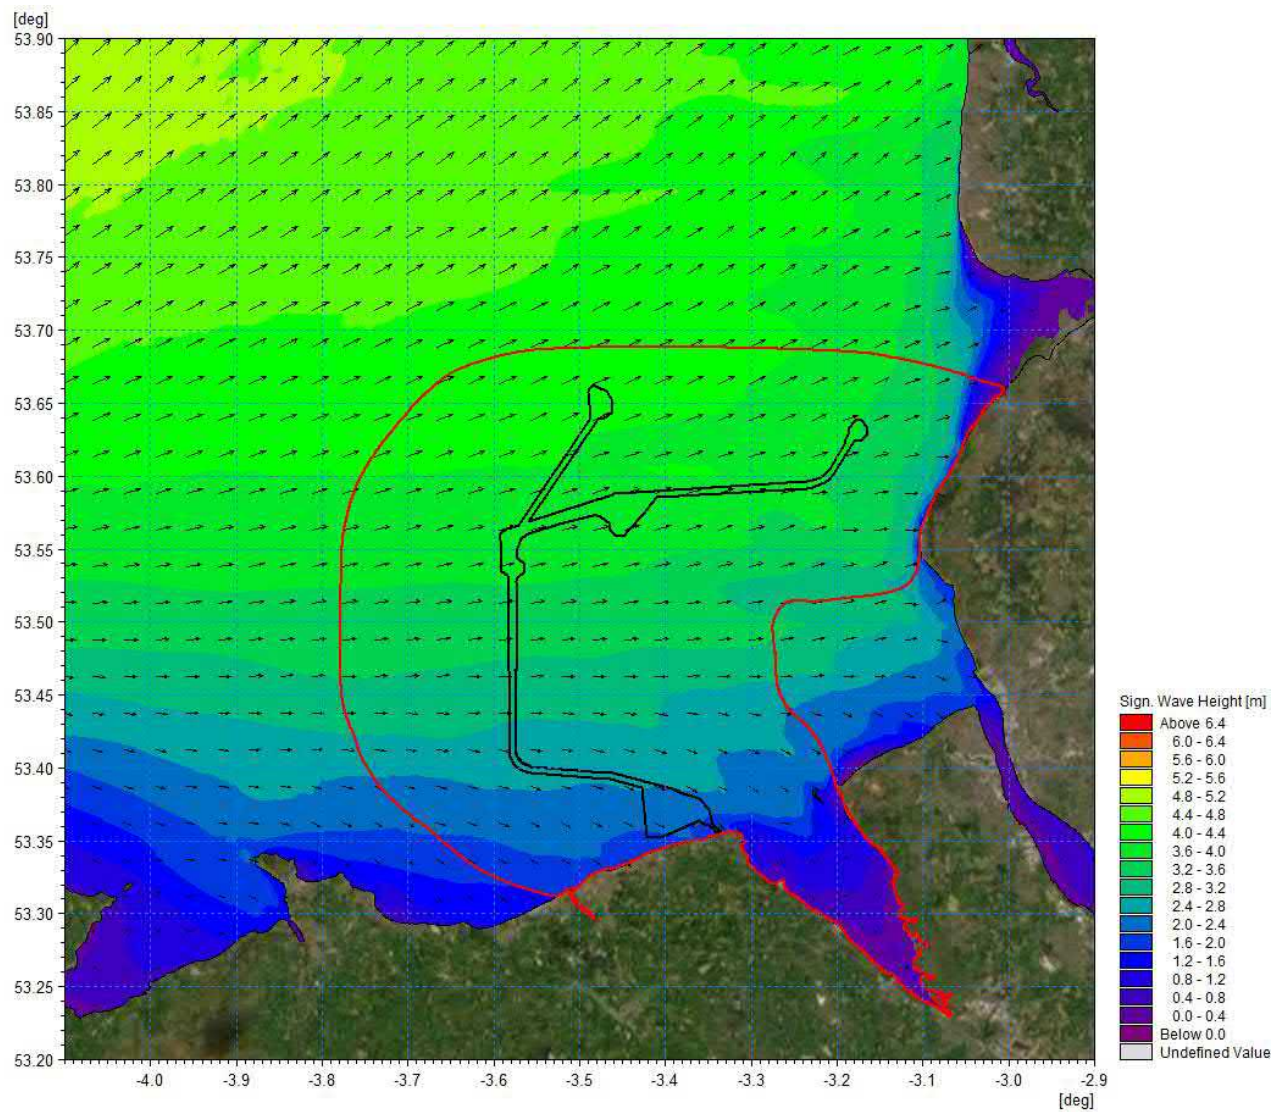 [deg]
53.90
53.85
53.80
53.75
53.70
53.65
53.60
53.55
53.50
53.45
53.40
53.35
53.30
53.25
53.20
-4.0 -3.9 -3.8 -3.7 -3.6 -3.5 -3.4 -3.3 -3.2 -3.1 -3.0 -2.9
[deg]
Sign. Wave Height [m]
Above 6.4
6.0 - 6.4
5.6 - 6.0
5.2 - 5.6
4.8 - 5.2
4.4 - 4.8
4.0 - 4.4
3.6 - 4.0
3.2 - 3.6
2.8 - 3.2
2.4 - 2.8
2.0 - 2.4
1.6 - 2.0
1.2 - 1.6
0.8 - 1.2
0.4 - 0.8
0.0 - 0.4
Below 0.0
Undefined Value